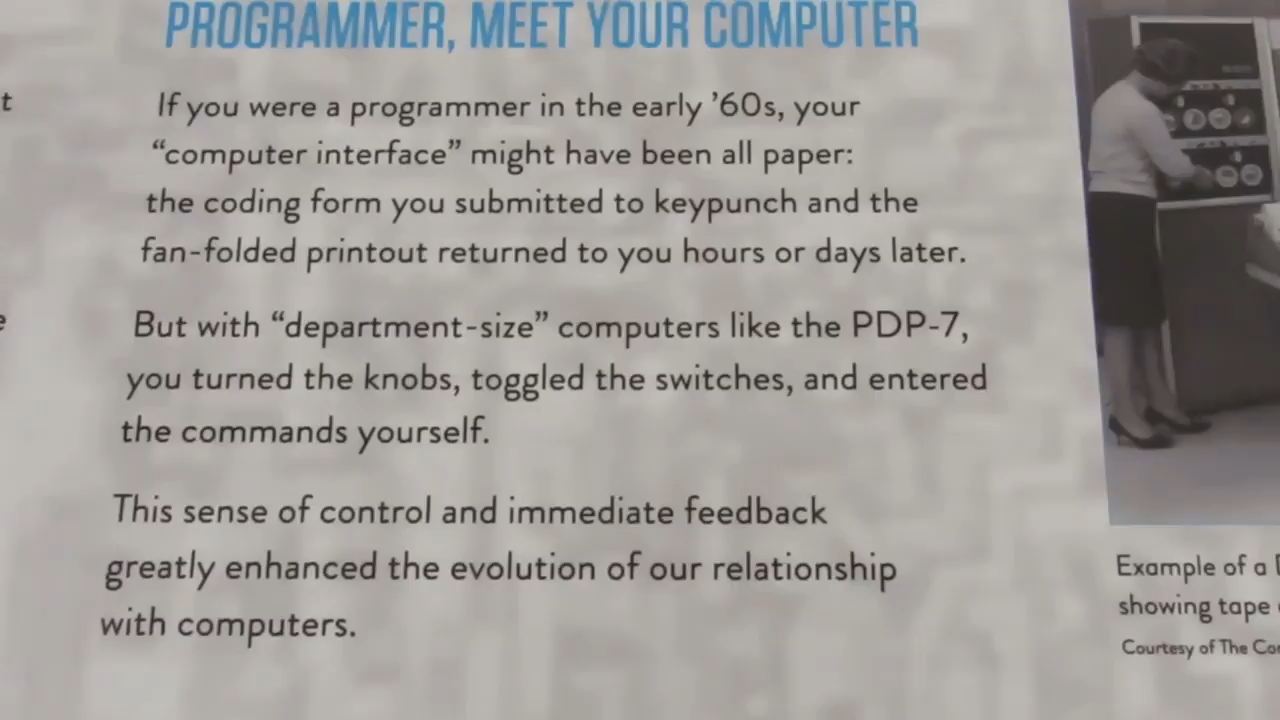 PROGRAMMER, MEET YOUR COMPUTER
If you were a programmer in the early ’60s, your
“computer interface” might have been all paper:
the coding form you submitted to keypunch and the
fan-folded printout returned to you hours or days later.
But with “department-size” computers like the PDP-7,
you turned the knobs, toggled the switches, and entered
the commands yourself.
This sense of control and immediate feedback
greatly enhanced the evolution of our relationship
with computers.
Example of a
showing tape
Courtesy of The